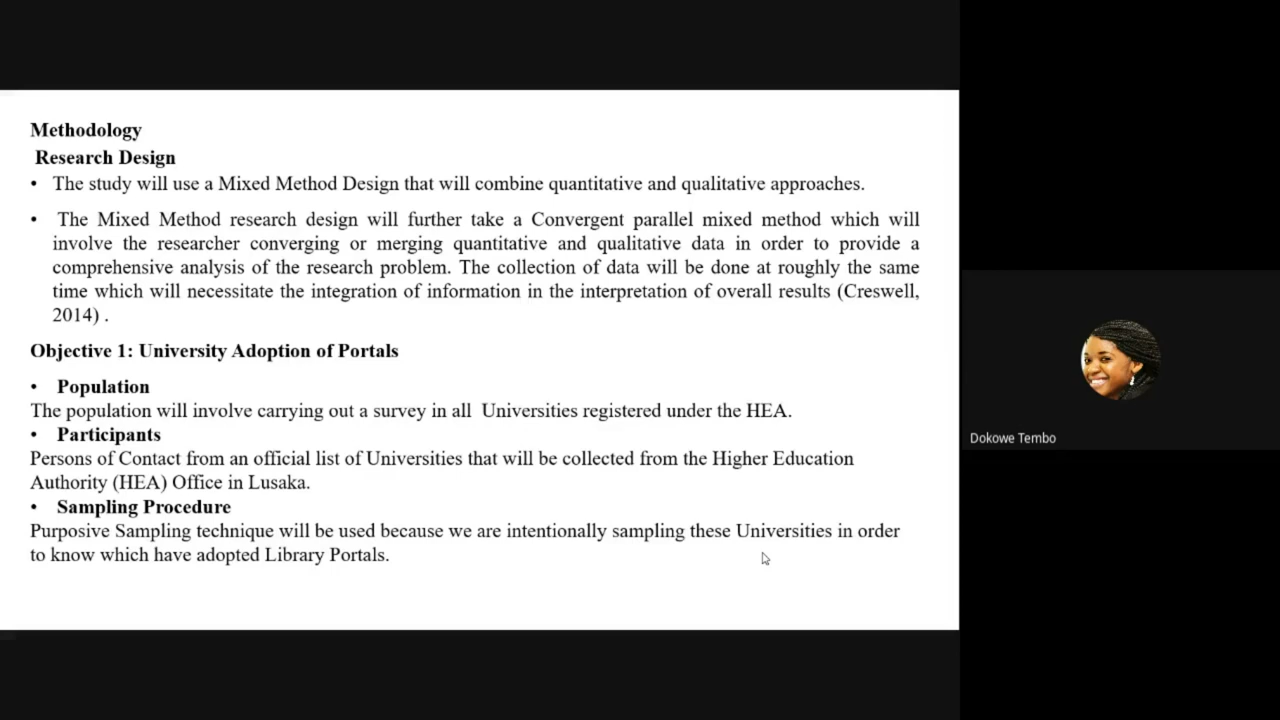 Methodology
Research Design
• The study will use a Mixed Method Design that will combine quantitative and qualitative approaches.
• The Mixed Method research design will further take a Convergent parallel mixed method which will
involve the researcher converging or merging quantitative and qualitative data in order to provide a
comprehensive analysis of the research problem. The collection of data will be done at roughly the same
time which will necessitate the integration of information in the interpretation of overall results (Creswell,
2014) .
Objective 1: University Adoption of Portals
• Population
The population will involve carrying out a survey in all Universities registered under the HEA.
• Participants
Persons of Contact from an official list of Universities that will be collected from the Higher Education
Authority (HEA) Office in Lusaka.
• Sampling Procedure
Purposive Sampling technique will be used because we are intentionally sampling these Universities in order
to know which have adopted Library Portals.
Dokowe Tembo